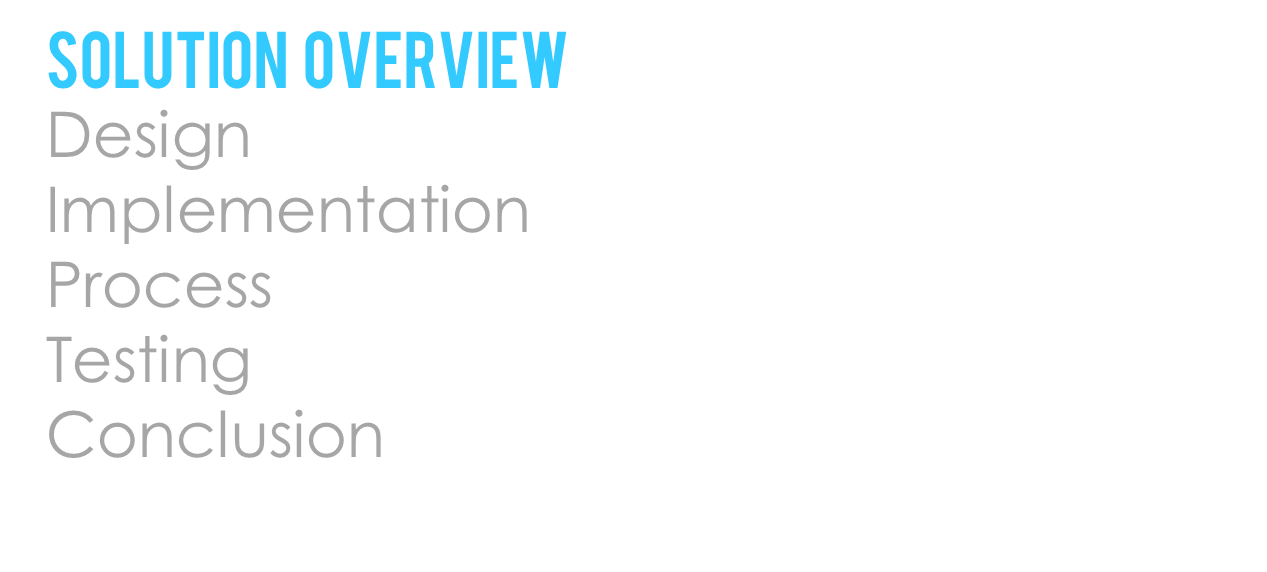 SOLUTION OVERVIEW
Design
Implementation
Process
Testing
Conclusion